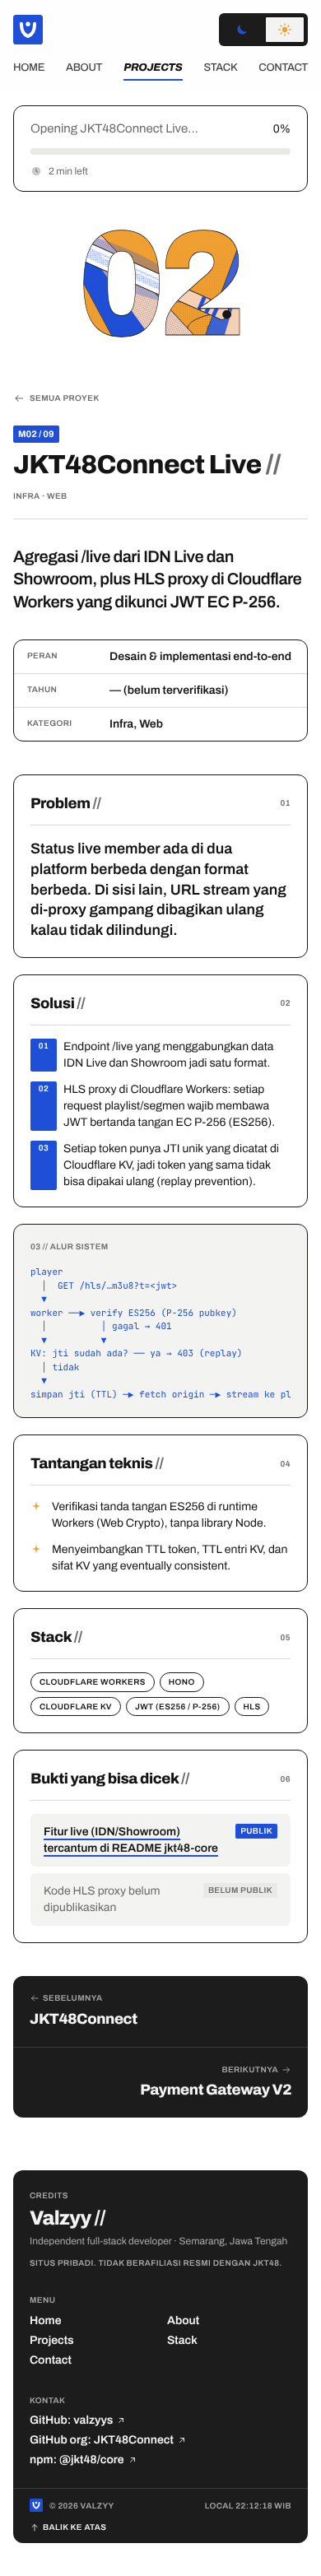 HOME ABOUT PROJECTS STACK CONTACT
Opening JKT48Connect Live... 0%
2 min left
02.
← SEMUA PROYEK
M02 / 09
JKT48Connect Live //
INFRA · WEB
Agregasi /live dari IDN Live dan
Showroom, plus HLS proxy di Cloudflare
Workers yang dikunci JWT EC P-256.
PERAN Desain & implementasi end-to-end
TAHUN — (belum terverifikasi)
KATEGORI Infra, Web
Problem // 01
Status live member ada di dua
platform berbeda dengan format
berbeda. Di sisi lain, URL stream yang
di-proxy gampang dibagikan ulang
kalau tidak dilindungi.
Solusi // 02
01 Endpoint /live yang menggabungkan data
IDN Live dan Showroom jadi satu format.
02 HLS proxy di Cloudflare Workers: setiap
request playlist/segmen wajib membawa
JWT bertanda tangan EC P-256 (ES256).
03 Setiap token punya JTI unik yang dicatat di
Cloudflare KV, jadi token yang sama tidak
bisa dipakai ulang (replay prevention).
03 // ALUR SISTEM
player
│ GET /hls/…m3u8?t=<jwt>
▼
worker ──▶ verify ES256 (P-256 pubkey)
│ │ gagal → 401
▼ ▼
KV: jti sudah ada? ── ya → 403 (replay)
│ tidak
▼
simpan jti (TTL) ─▶ fetch origin ─▶ stream ke pl
Tantangan teknis // 04
Verifikasi tanda tangan ES256 di runtime
Workers (Web Crypto), tanpa library Node.
Menyeimbangkan TTL token, TTL entri KV, dan
sifat KV yang eventually consistent.
Stack // 05
CLOUDFLARE WORKERS HONO
CLOUDFLARE KV JWT (ES256 / P-256) HLS
Bukti yang bisa dicek // 06
Fitur live (IDN/Showroom) PUBLIK
tercantum di README jkt48-core
Kode HLS proxy belum BELUM PUBLIK
dipublikasikan
← SEBELUMNYA
JKT48Connect
BERIKUTNYA →
Payment Gateway V2
CREDITS
Valzyy //
Independent full-stack developer · Semarang, Jawa Tengah
SITUS PRIBADI. TIDAK BERAFILIASI RESMI DENGAN JKT48.
MENU
Home About
Projects Stack
Contact
KONTAK
GitHub: valzyys ↗
GitHub org: JKT48Connect ↗
npm: @jkt48/core ↗
© 2026 VALZYY LOCAL 22:12:18 WIB
↑ BALIK KE ATAS